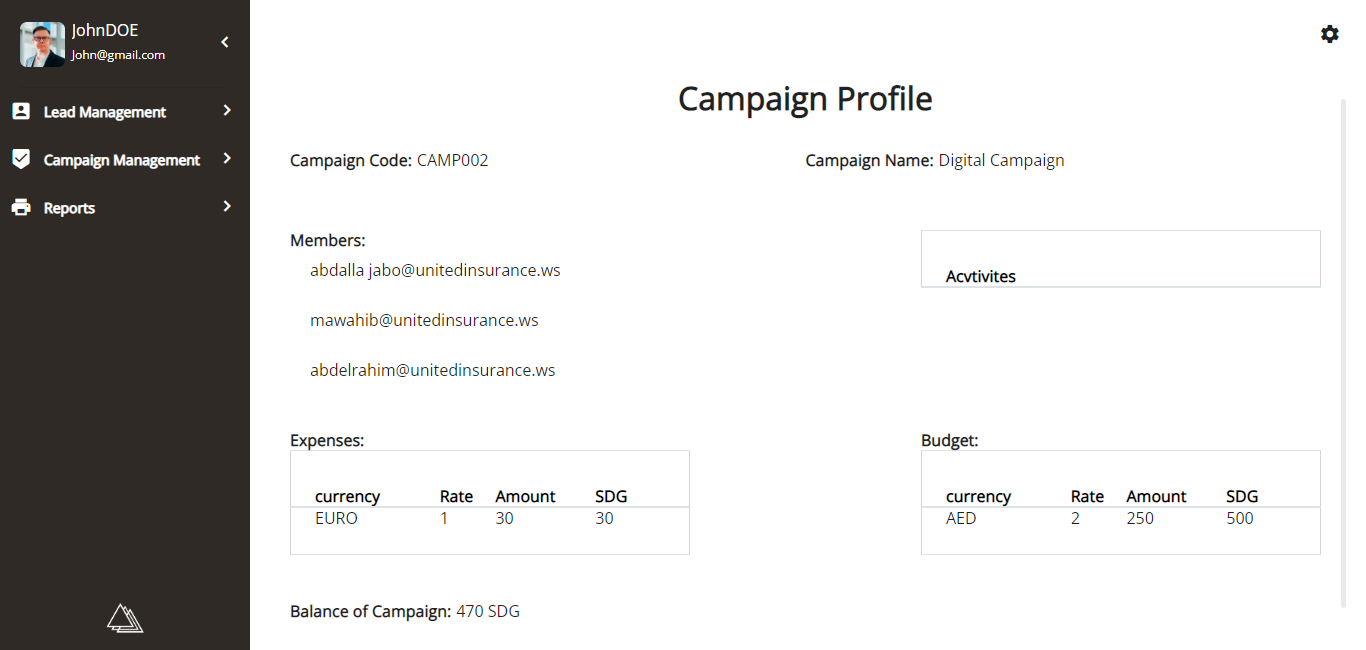 JohnDOE
John@gmail.com
Lead Management
Campaign Management
Reports
Campaign Profile
Campaign Code: CAMP002
Campaign Name: Digital Campaign
Members:
abdalla jabo@unitedinsurance.ws
mawahib@unitedinsurance.ws
abdelrahim@unitedinsurance.ws
Acvtivites
Expenses:
currency Rate Amount SDG
EURO 1 30 30
Budget:
currency Rate Amount SDG
AED 2 250 500
Balance of Campaign: 470 SDG